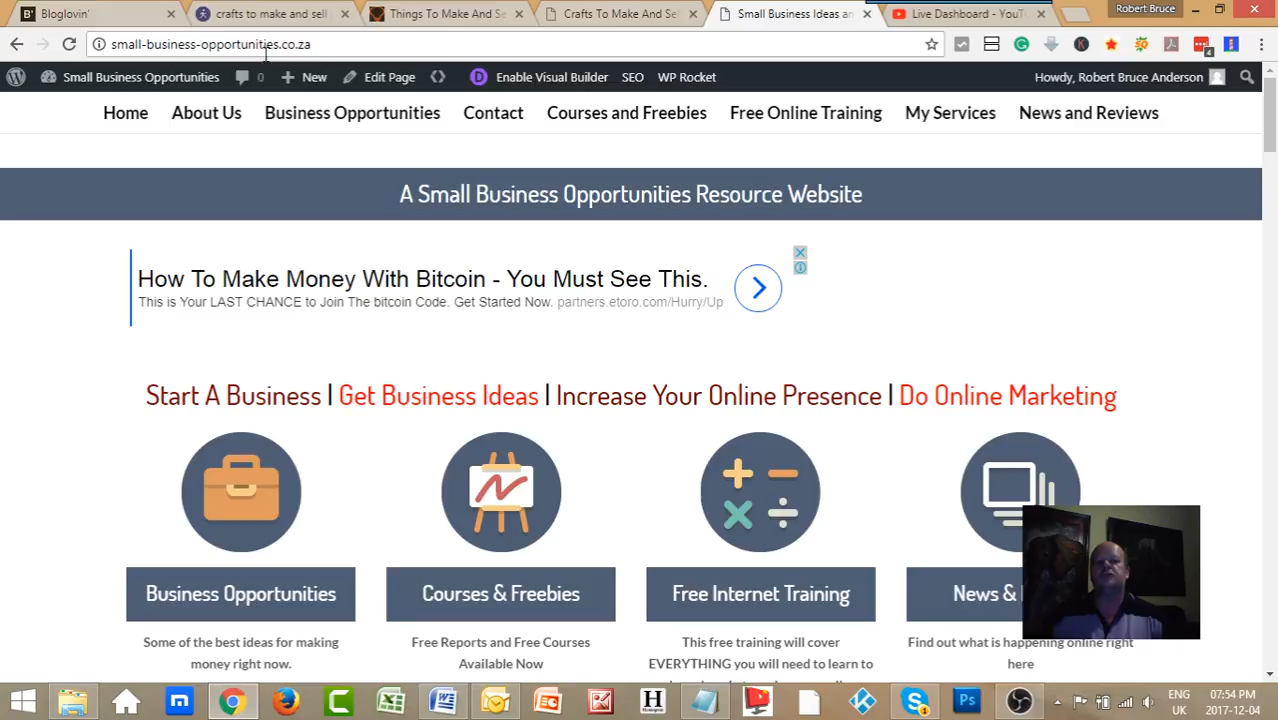 Bloglovin'
crafts to make and sell
Things To Make And Se
Crafts To Make And Sel
Small Business Ideas an
Live Dashboard - YouT
Robert Bruce
small-business-opportunities.co.za
4
Small Business Opportunities
0
New
Edit Page
Enable Visual Builder
SEO
WP Rocket
Howdy, Robert Bruce Anderson
Home
About Us
Business Opportunities
Contact
Courses and Freebies
Free Online Training
My Services
News and Reviews
A Small Business Opportunities Resource Website
How To Make Money With Bitcoin - You Must See This.
This is Your LAST CHANCE to Join The bitcoin Code. Get Started Now. partners.etoro.com/Hurry/Up
Start A Business | Get Business Ideas | Increase Your Online Presence | Do Online Marketing
Business Opportunities
Some of the best ideas for making
money right now.
Courses & Freebies
Free Reports and Free Courses
Available Now
Free Internet Training
This free training will cover
EVERYTHING you will need to learn to
News &
Find out what is happening online right
here
ENG
UK
07:54 PM
2017-12-04